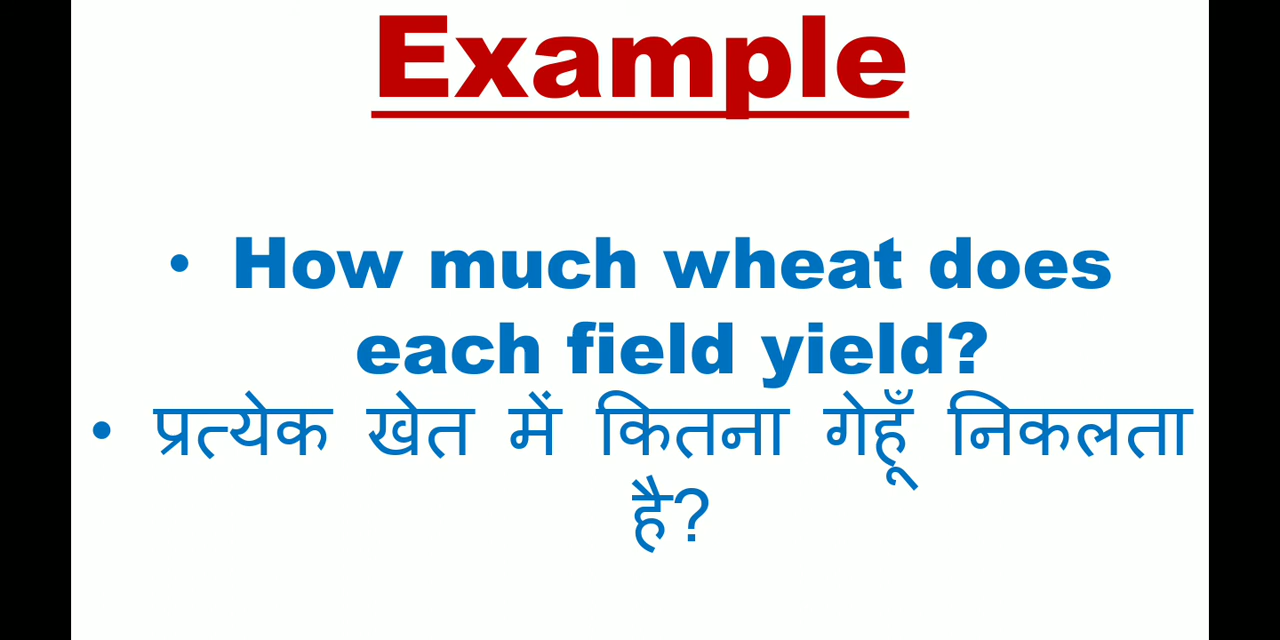 Example
• How much wheat does
each field yield?
• प्रत्येक खेत में कितना गेहूँ निकलता
है?